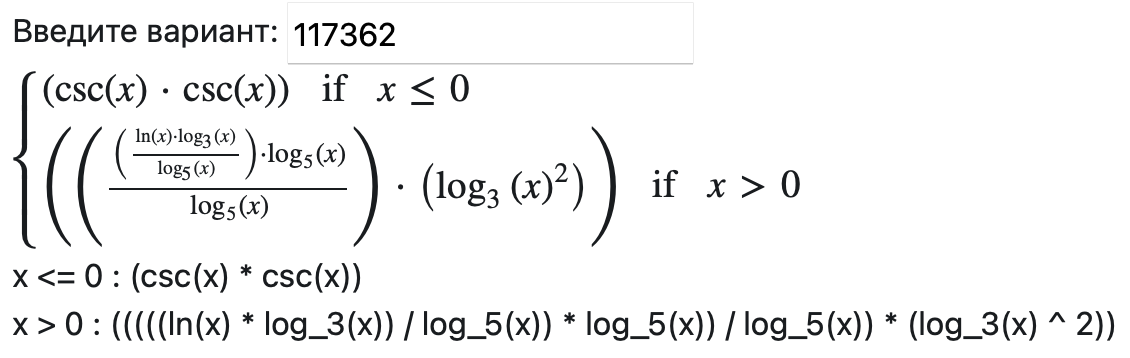 Введите вариант: 117362
(csc(x) · csc(x)) if x ≤ 0
((((ln(x)·log₃(x))/log₅(x))·log₅(x))/log₅(x)) · (log₃ (x)²)) if x > 0
x <= 0 : (csc(x) * csc(x))
x > 0 : (((((ln(x) * log_3(x)) / log_5(x)) * log_5(x)) / log_5(x)) * (log_3(x) ^ 2))